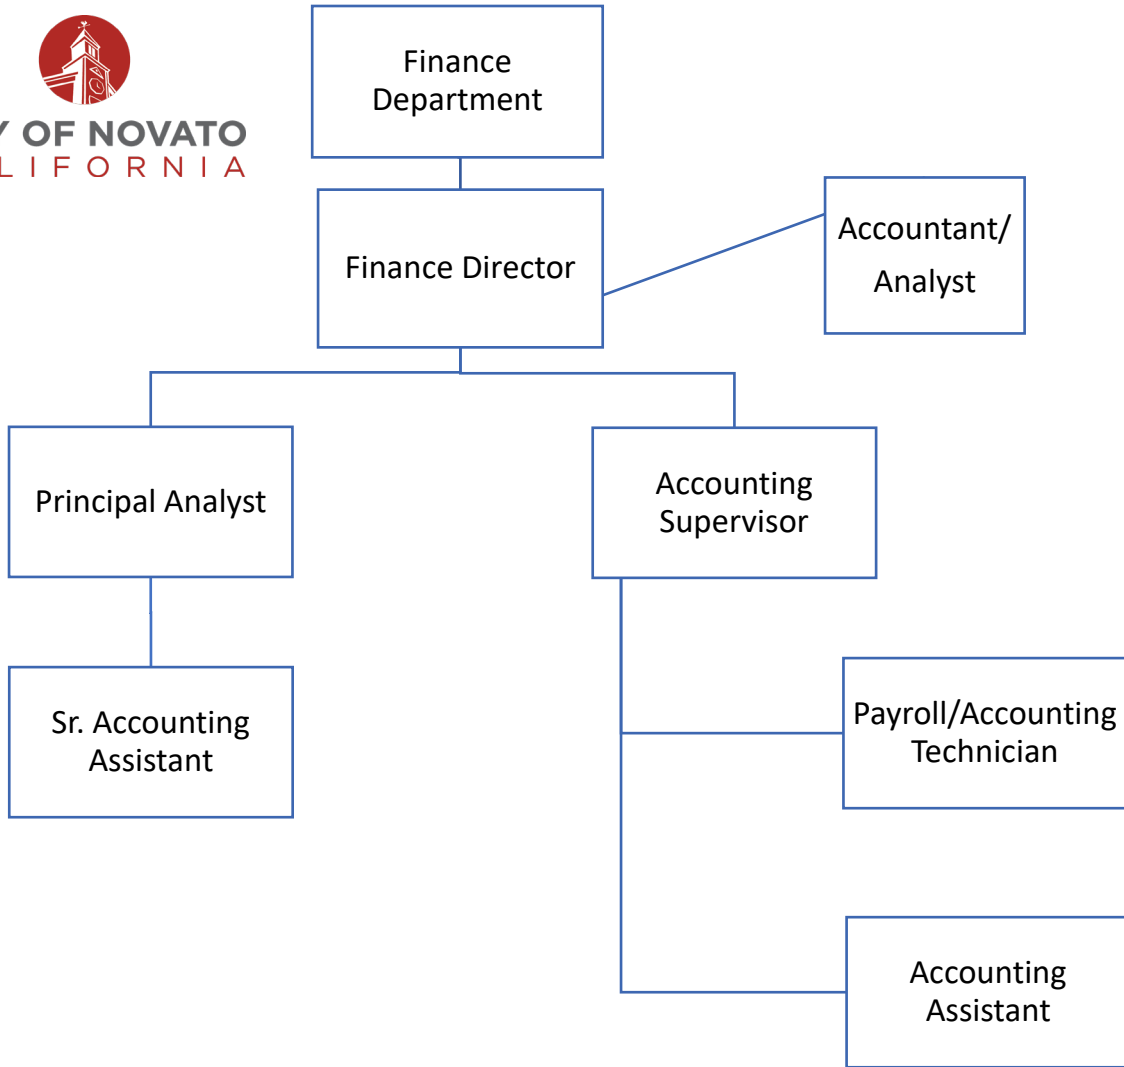 Y OF NOVATO
LIFORNIA
Finance
Department
Finance Director
Accountant/
Analyst
Principal Analyst
Accounting
Supervisor
Sr. Accounting
Assistant
Payroll/Accounting
Technician
Accounting
Assistant